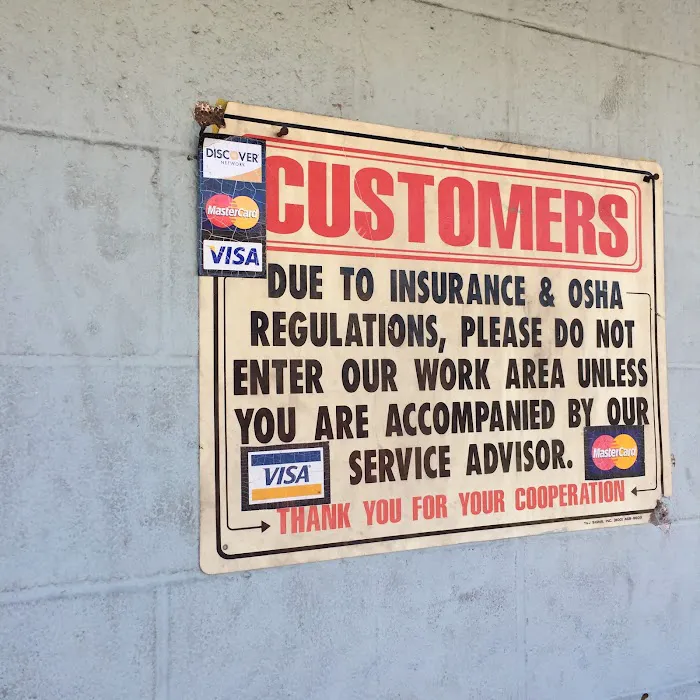 DISCOVER
NETWORK
MasterCard
VISA
CUSTOMERS
DUE TO INSURANCE & OSHA
REGULATIONS, PLEASE DO NOT
ENTER OUR WORK AREA UNLESS
YOU ARE ACCOMPANIED BY OUR
SERVICE ADVISOR.
VISA
MasterCard
THANK YOU FOR YOUR COOPERATION